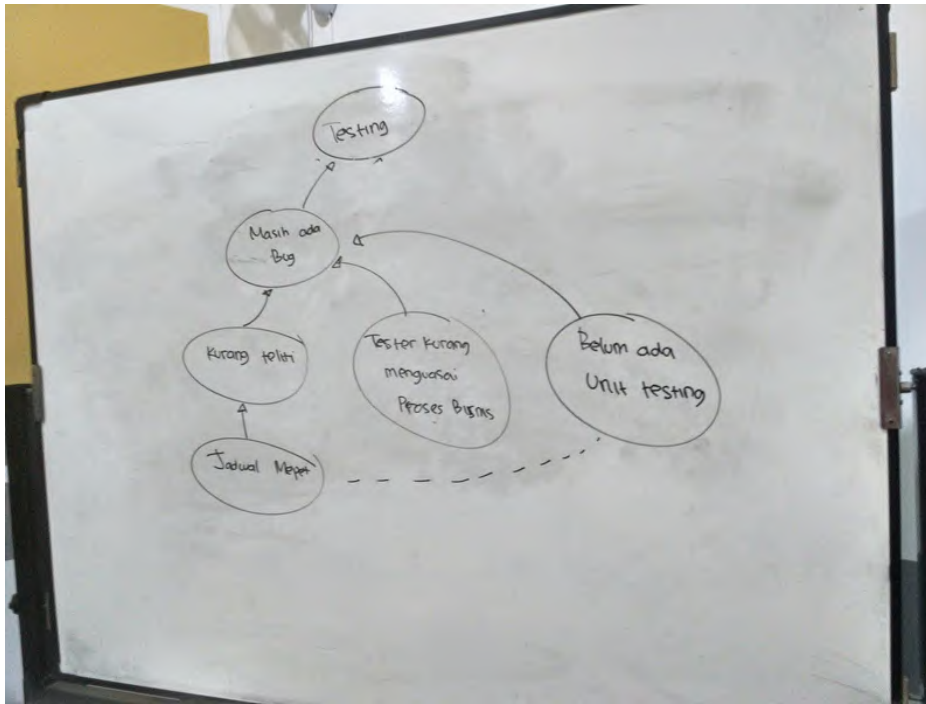 Testing
Masih ada
Bug
Kurang teliti
Tester kurang
menguasai
Proses Bisnis
Belum ada
Unit testing
Jadwal Mepet